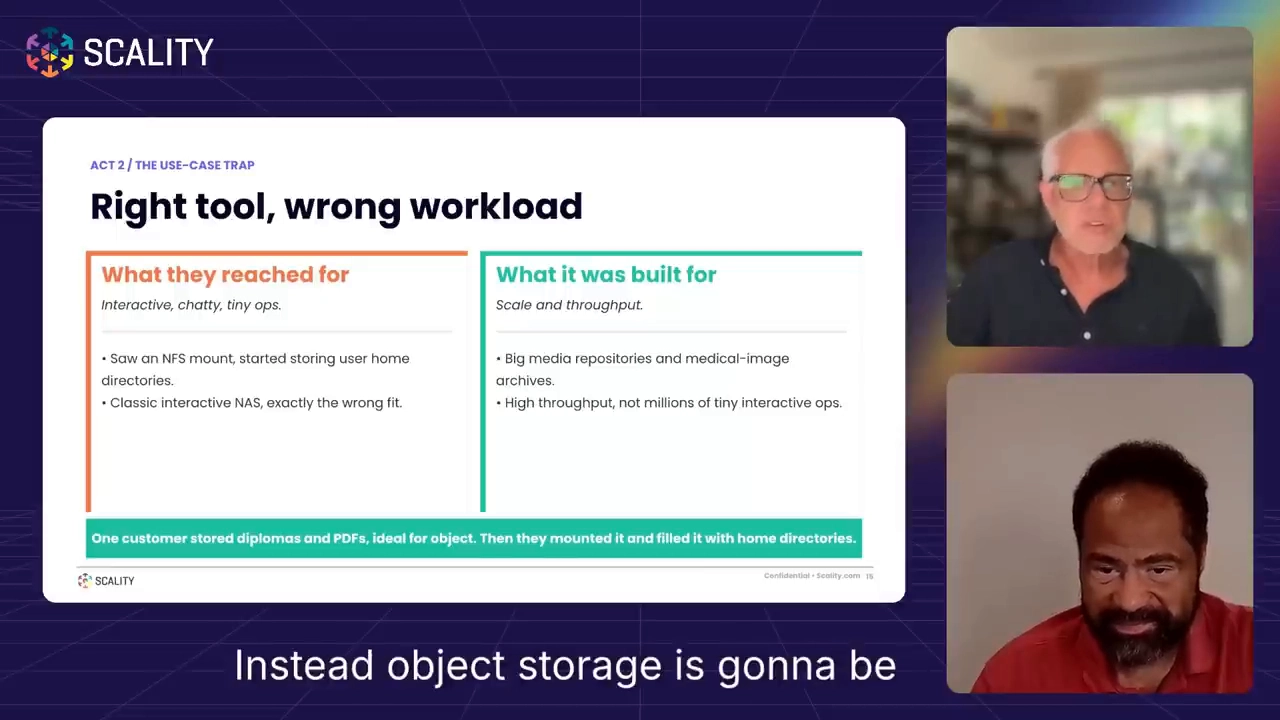 SCALITY
ACT 2 / THE USE-CASE TRAP
Right tool, wrong workload
What they reached for
Interactive, chatty, tiny ops.
• Saw an NFS mount, started storing user home
directories.
• Classic interactive NAS, exactly the wrong fit.
What it was built for
Scale and throughput.
• Big media repositories and medical-image
archives.
• High throughput, not millions of tiny interactive ops.
One customer stored diplomas and PDFs, ideal for object. Then they mounted it and filled it with home directories.
SCALITY
Confidential • Scality.com 15
Instead object storage is gonna be